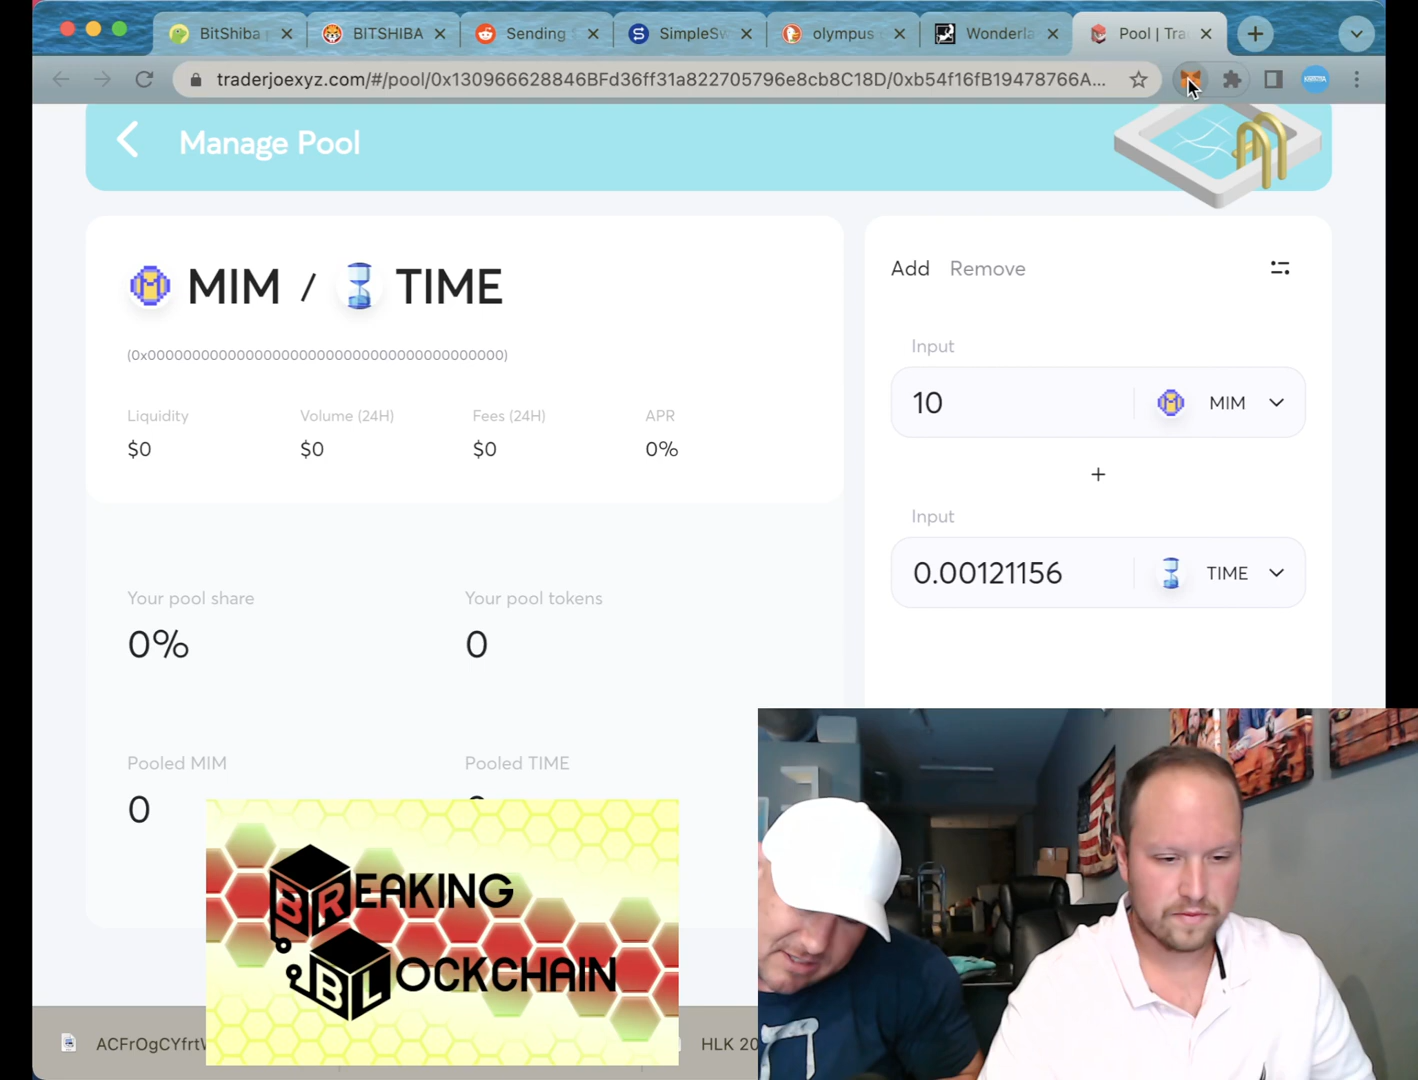 BitShiba
BITSHIBA
Sending
SimpleSw
olympus
Wonderla
Pool | Tra
traderjoexyz.com/#/pool/0x130966628846BFd36ff31a822705796e8cb8C18D/0xb54f16fB19478766A...
Manage Pool
MIM / TIME
(0x0000000000000000000000000000000000000000)
Liquidity Volume (24H) Fees (24H) APR
$0 $0 $0 0%
Your pool share Your pool tokens
0% 0
Pooled MIM Pooled TIME
0
Add Remove
Input
10 MIM
+
Input
0.00121156 TIME
BREAKING
BLOCKCHAIN
HLK 20